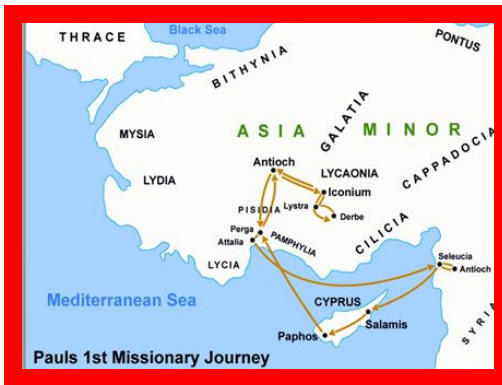 Black Sea
THRACE
PONTUS
BITHYNIA
GALATIA
ASIA MINOR
MYSIA
CAPPADOCIA
Antioch
LYCAONIA
LYDIA
Iconium
Lystra
PISIDIA
Derbe
Perga
PAMPHYLIA
CILICIA
Attalia
LYCIA
Seleucia
Antioch
Mediterranean Sea
CYPRUS
Salamis
SYRIA
Paphos
Pauls 1st Missionary Journey